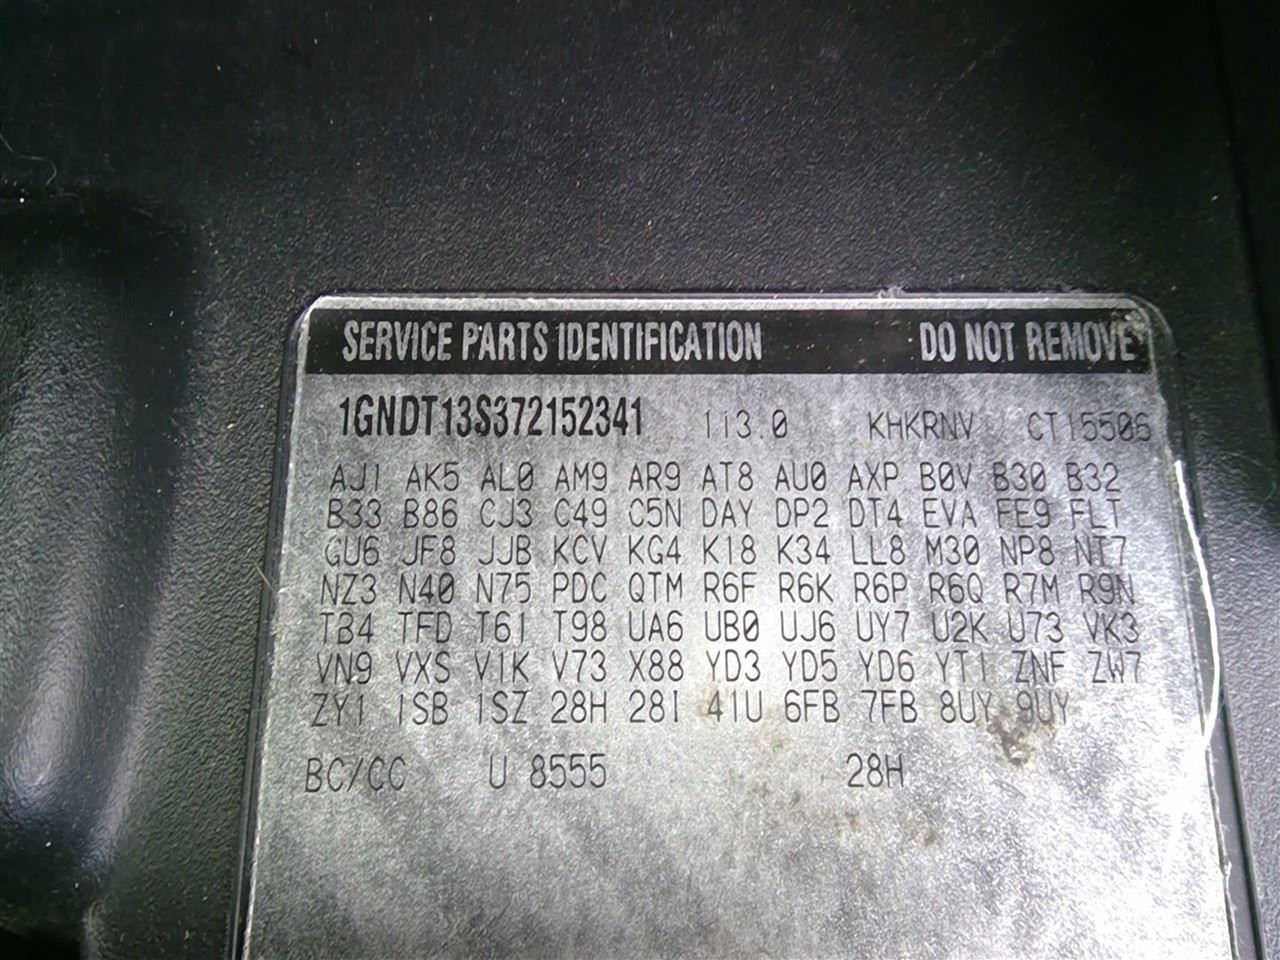 SERVICE PARTS IDENTIFICATION DO NOT REMOVE
1GNDT13S372152341 113.0 KHKRNV CT15506
AJ1 AK5 AL0 AM9 AR9 AT8 AU0 AXP B0V B30 B32
B33 B86 CJ3 C49 C5N DAY DP2 DT4 EVA FE9 FLT
GU6 JF8 JJB KCV KG4 K18 K34 LL8 M30 NP8 NT7
NZ3 N40 N75 PDC QTM R6F R6K R6P R6Q R7M R9N
TB4 TFD T61 T98 UA6 UB0 UJ6 UY7 U2K U73 VK3
VN9 VXS V1K V73 X88 YD3 YD5 YD6 YT1 ZNF ZW7
ZY1 1SB 1SZ 28H 28I 41U 6FB 7FB 8UY 9UY
BC/CC U 8555 28H